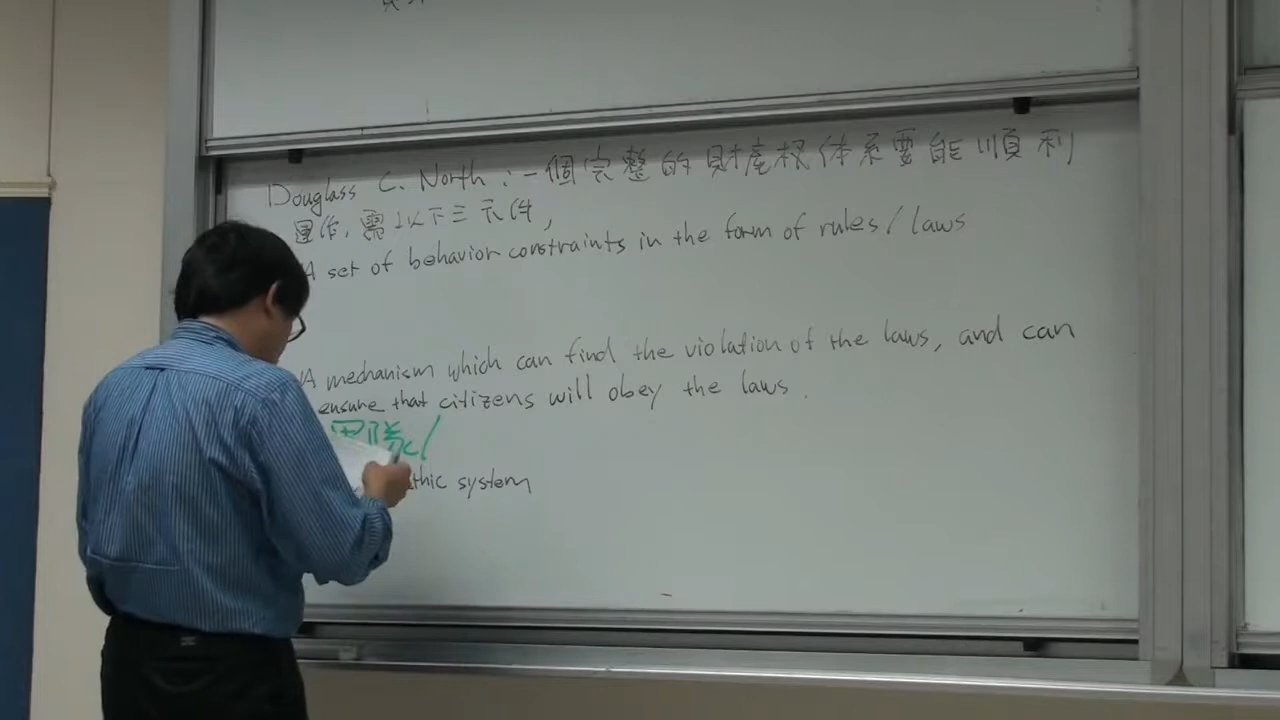 Douglass C. North：一個完整的財產权体系要能順利
運作，需以下三元件，
A set of behavior constraints in the form of rules/laws
A mechanism which can find the violation of the laws, and can
ensure that citizens will obey the laws.
thic system